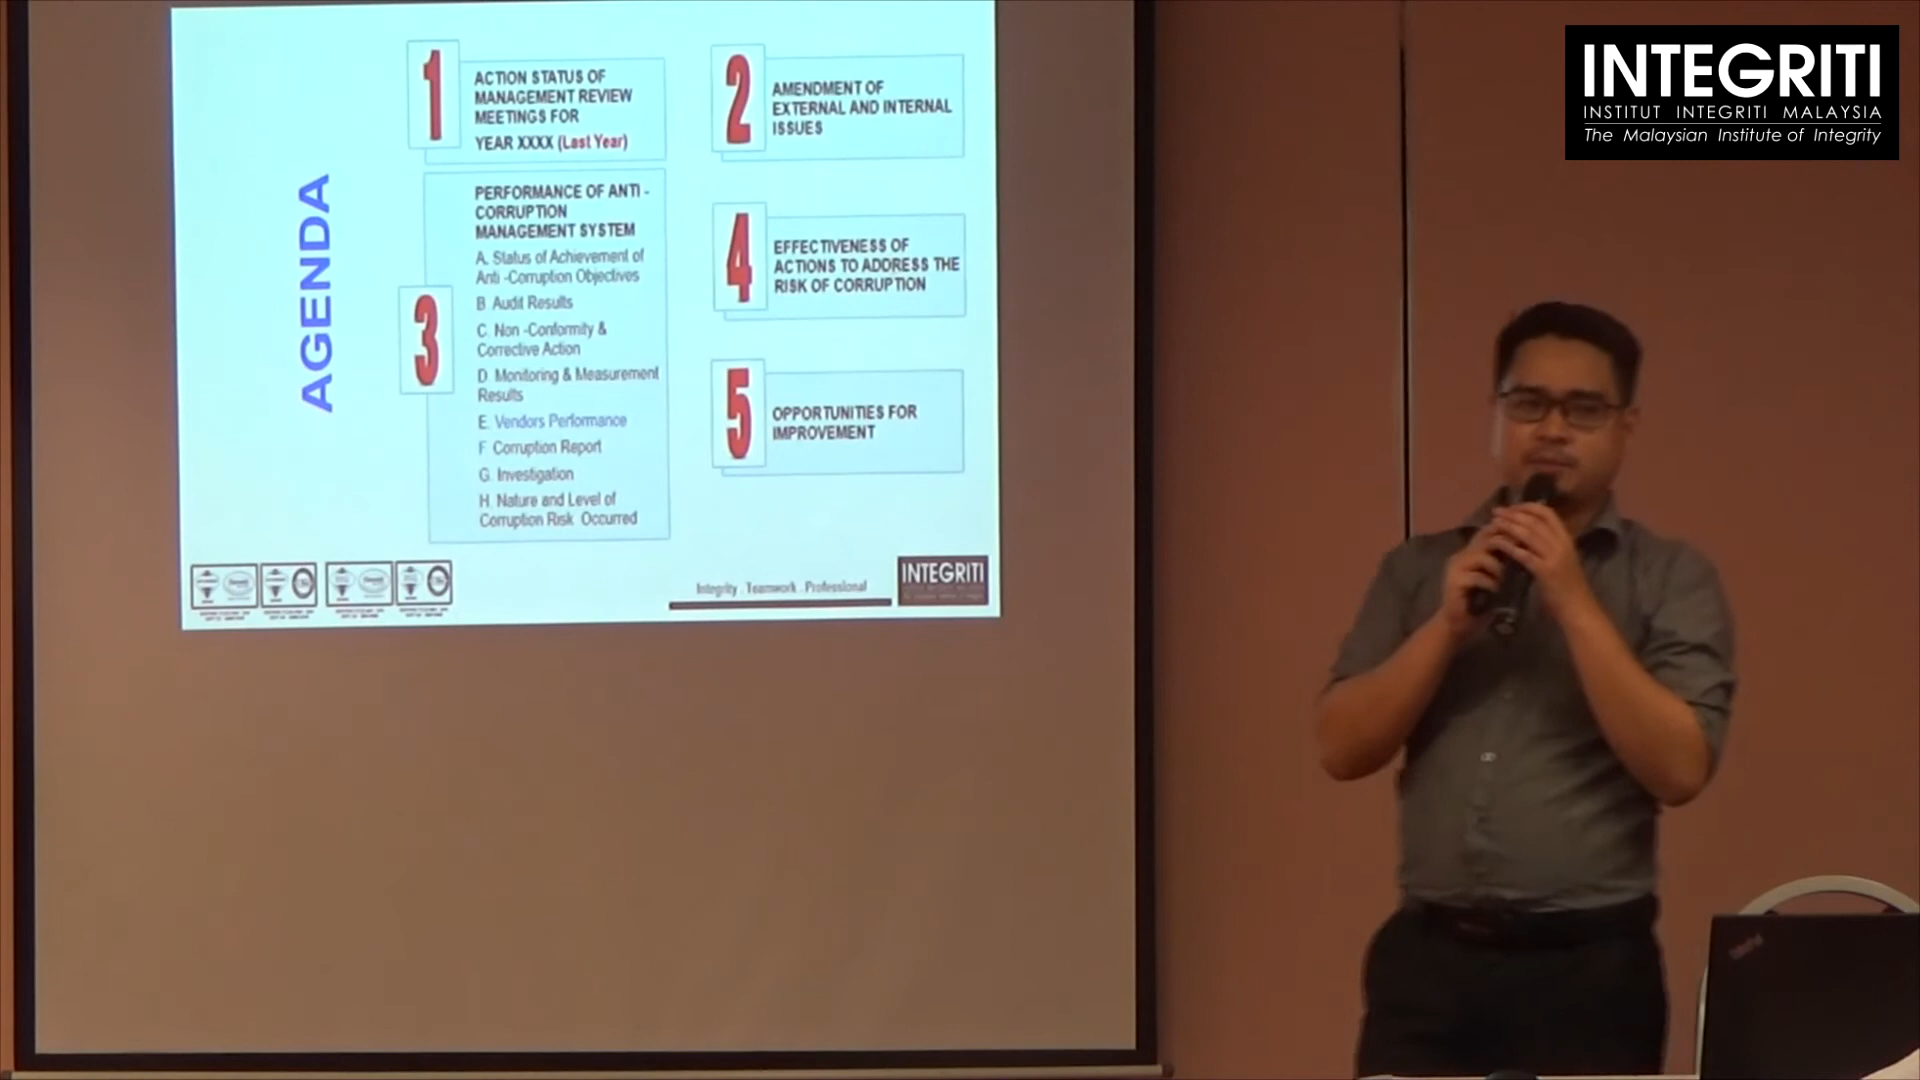 INTEGRITI
INSTITUT INTEGRITI MALAYSIA
The Malaysian Institute of Integrity
AGENDA
1
ACTION STATUS OF
MANAGEMENT REVIEW
MEETINGS FOR
YEAR XXXX (Last Year)
2
AMENDMENT OF
EXTERNAL AND INTERNAL
ISSUES
3
PERFORMANCE OF ANTI -
CORRUPTION
MANAGEMENT SYSTEM
A. Status of Achievement of
Anti -Corruption Objectives
B Audit Results
C. Non -Conformity &
Corrective Action
D Monitoring & Measurement
Results
E. Vendors Performance
F Corruption Report
G. Investigation
H. Nature and Level of
Corruption Risk Occurred
4
EFFECTIVENESS OF
ACTIONS TO ADDRESS THE
RISK OF CORRUPTION
5
OPPORTUNITIES FOR
IMPROVEMENT
Integrity . Teamwork . Professional
INTEGRITI
ThinkPad